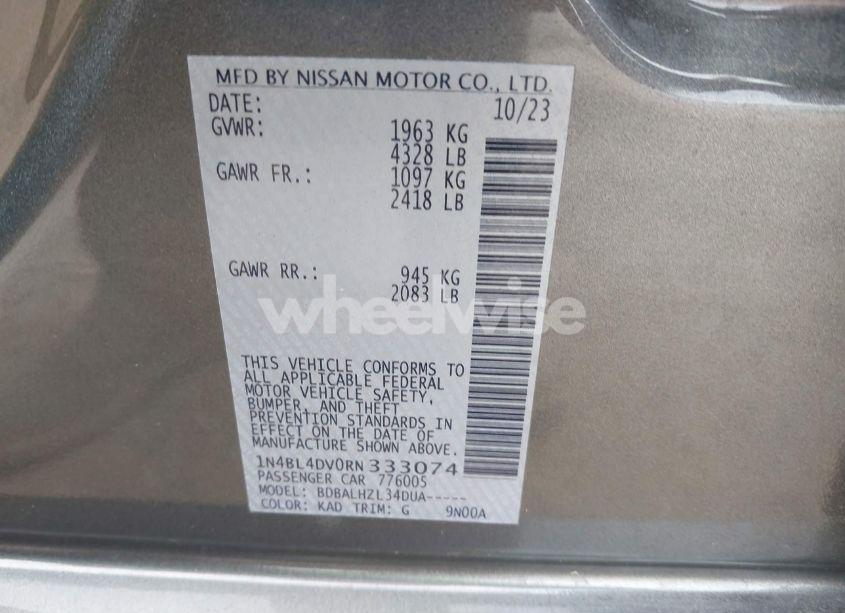 MFD BY NISSAN MOTOR CO., LTD.
DATE: 10/23
GVWR: 1963 KG
4328 LB
GAWR FR.: 1097 KG
2418 LB
GAWR RR.: 945 KG
2083 LB
wheelwise
THIS VEHICLE CONFORMS TO
ALL APPLICABLE FEDERAL
MOTOR VEHICLE SAFETY,
BUMPER, AND THEFT
PREVENTION STANDARDS IN
EFFECT ON THE DATE OF
MANUFACTURE SHOWN ABOVE.
1N4BL4DV0RN333074
PASSENGER CAR 776005
MODEL: BDBALHZL34DUA-----
COLOR: KAD TRIM: G 9N00A